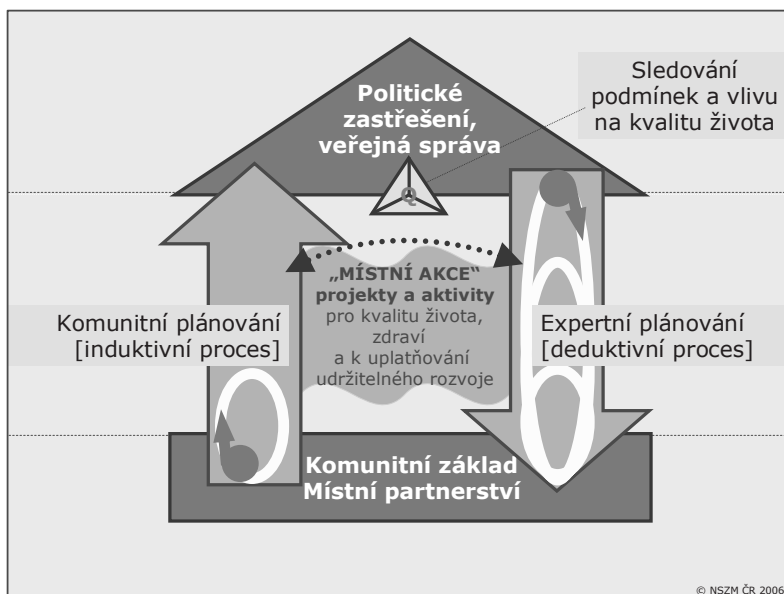 Politické
zastřešení,
veřejná správa
Sledování
podmínek a vlivu
na kvalitu života
Q
„MÍSTNÍ AKCE“
projekty a aktivity
pro kvalitu života,
zdraví
a k uplatňování
udržitelného rozvoje
Komunitní plánování
[induktivní proces]
Expertní plánování
[deduktivní proces]
Komunitní základ
Místní partnerství
© NSZM ČR 2006